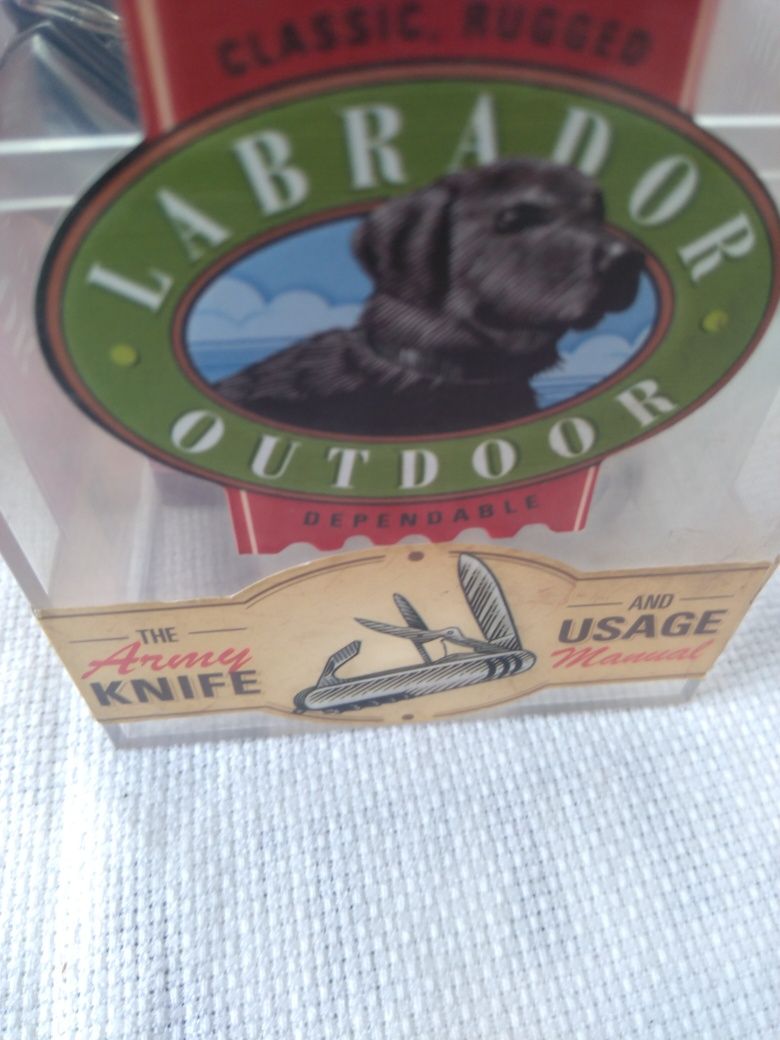 CLASSIC, RUGGED
LABRADOR
OUTDOOR
DEPENDABLE
THE
Army
KNIFE
AND
USAGE
Manual